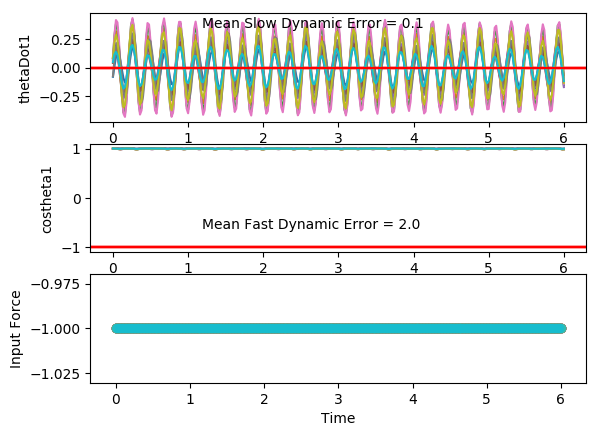 Mean Slow Dynamic Error = 0.1
thetaDot1
0.25
0.00
−0.25
0 1 2 3 4 5 6
costheta1
1
0
−1
Mean Fast Dynamic Error = 2.0
0 1 2 3 4 5 6
Input Force
−0.975
−1.000
−1.025
0 1 2 3 4 5 6
Time